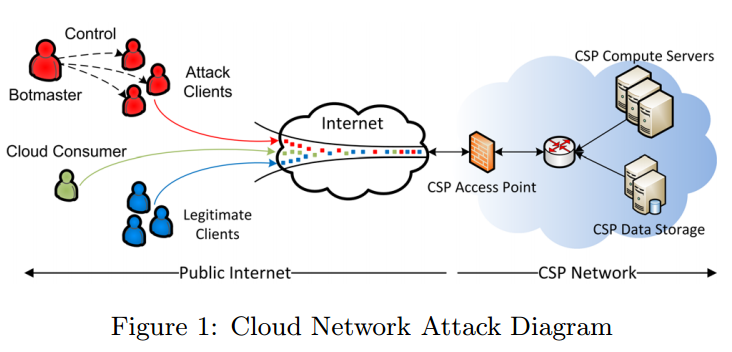 Control
Botmaster
Attack
Clients
Cloud Consumer
Legitimate
Clients
Internet
CSP Access Point
CSP Compute Servers
CSP Data Storage
Public Internet
CSP Network
Figure 1: Cloud Network Attack Diagram